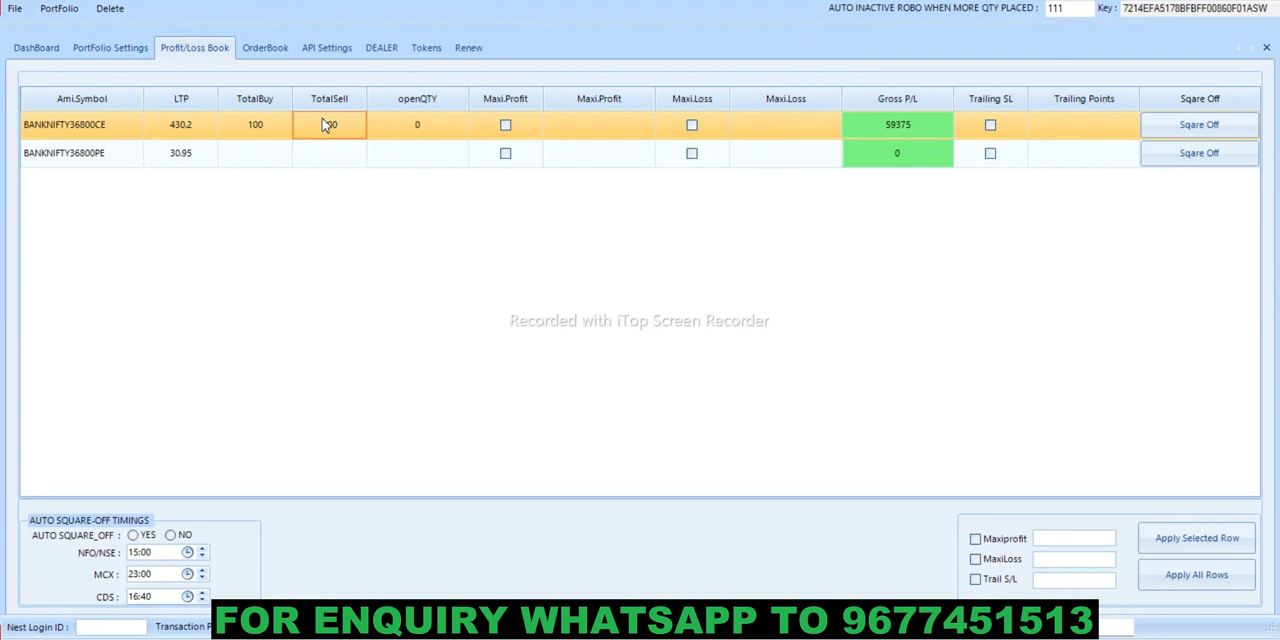 File PortFolio Delete AUTO INACTIVE ROBO WHEN MORE QTY PLACED : 111 Key : 7214EFA5178BFBFF00860F01ASW
DashBoard PortFolio Settings Profit/Loss Book OrderBook API Settings DEALER Tokens Renew
Ami.Symbol LTP TotalBuy TotalSell openQTY Maxi.Profit Maxi.Profit Maxi.Loss Maxi.Loss Gross P/L Trailing SL Trailing Points Sqare Off
BANKNIFTY36800CE 430.2 100 0 59375 Sqare Off
BANKNIFTY36800PE 30.95 0 Sqare Off
Recorded with iTop Screen Recorder
AUTO SQUARE-OFF TIMINGS
AUTO SQUARE_OFF : YES NO
NFO/NSE : 15:00
MCX : 23:00
CDS : 16:40
Maxiprofit Apply Selected Row
MaxiLoss
Trail S/L Apply All Rows
Nest Login ID : Transaction
FOR ENQUIRY WHATSAPP TO 9677451513